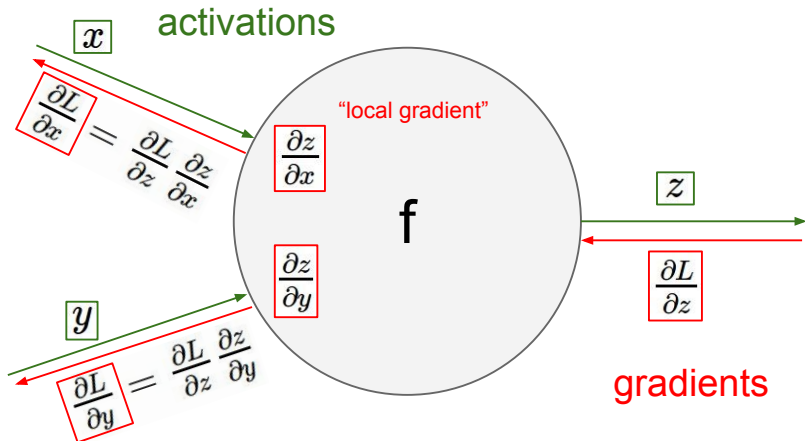 activations
x
∂L/∂x = ∂L/∂z ∂z/∂x
“local gradient”
∂z/∂x
f
z
∂z/∂y
∂L/∂z
y
∂L/∂y = ∂L/∂z ∂z/∂y
gradients